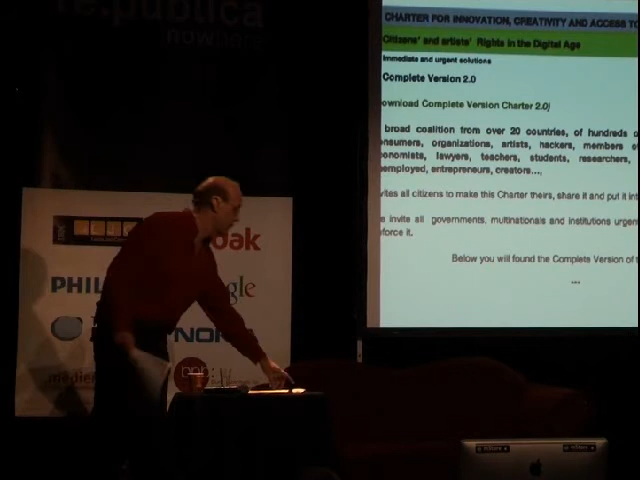 re:publica
nowhere
CHARTER FOR INNOVATION, CREATIVITY AND ACCESS TO
Citizens' and artists' Rights in the Digital Age
Immediate and urgent solutions
Complete Version 2.0
ownload Complete Version Charter 2.0)
broad coalition from over 20 countries, of hundreds o
onsumers, organizations, artists, hackers, members of
onomists, lawyers, teachers, students, researchers,
employed, entrepreneurs, creators...,
vites all citizens to make this Charter theirs, share it and put it int
e invite all governments, multinationals and institutions urgen
force it.
Below you will found the Complete Version of t
***
dak
PHIL
gle
NOK